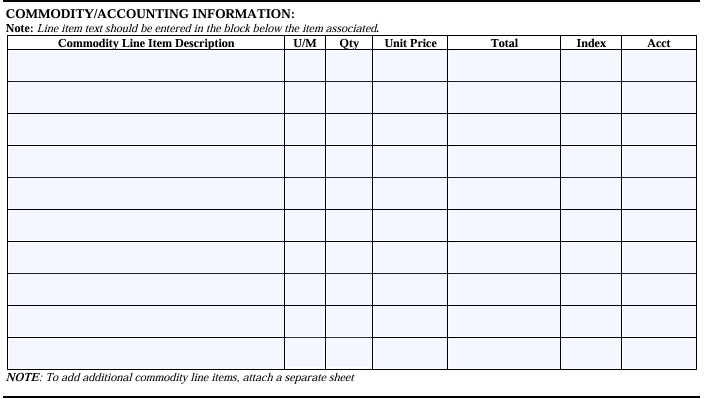 COMMODITY/ACCOUNTING INFORMATION:
Note: Line item text should be entered in the block below the item associated.
Commodity Line Item Description U/M Qty Unit Price Total Index Acct
NOTE: To add additional commodity line items, attach a separate sheet